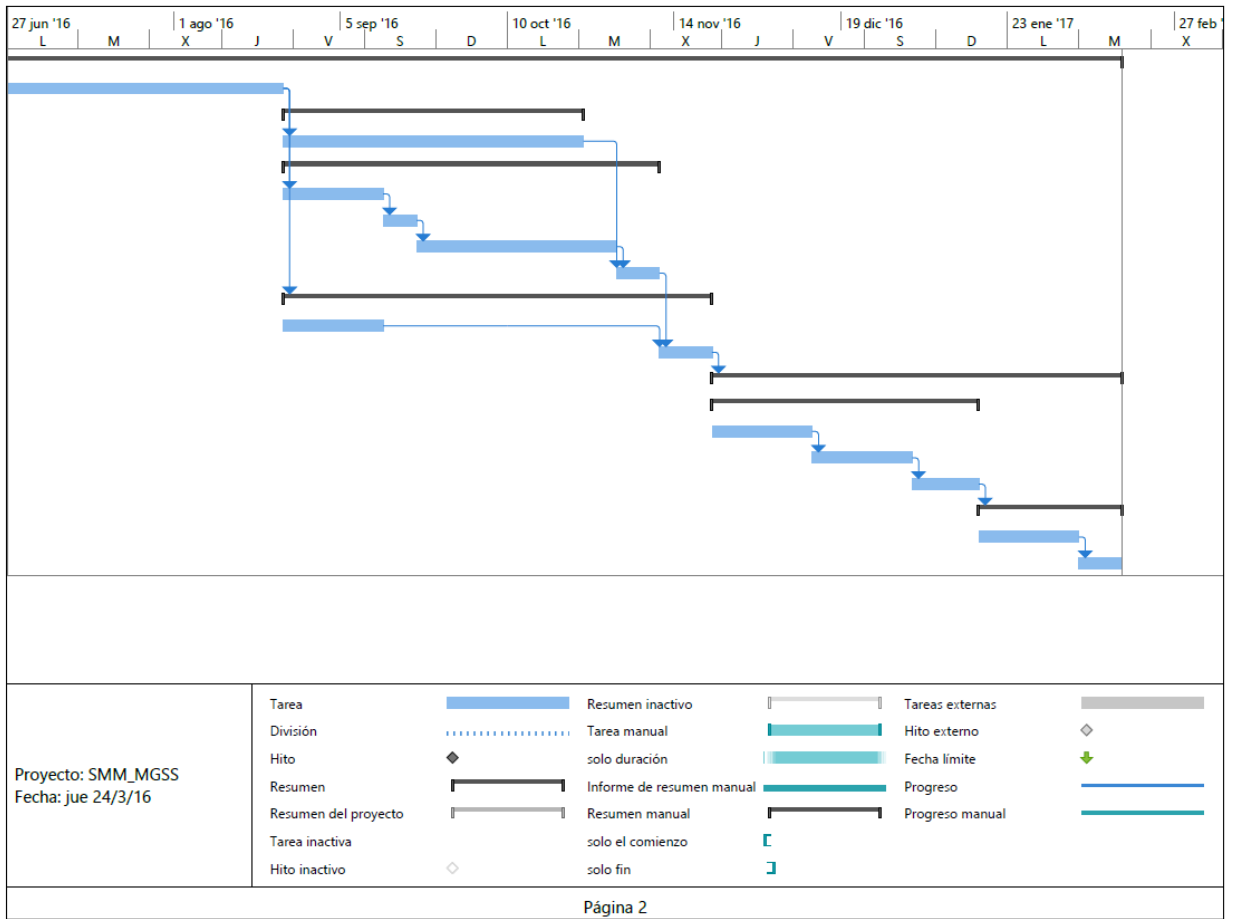 27 jun '16 1 ago '16 5 sep '16 10 oct '16 14 nov '16 19 dic '16 23 ene '17 27 feb '
L M X J V S D L M X J V S D L M X
Tarea Resumen inactivo Tareas externas
División Tarea manual Hito externo
Hito solo duración Fecha límite
Proyecto: SMM_MGSS
Fecha: jue 24/3/16
Resumen Informe de resumen manual Progreso
Resumen del proyecto Resumen manual Progreso manual
Tarea inactiva solo el comienzo
Hito inactivo solo fin
Página 2